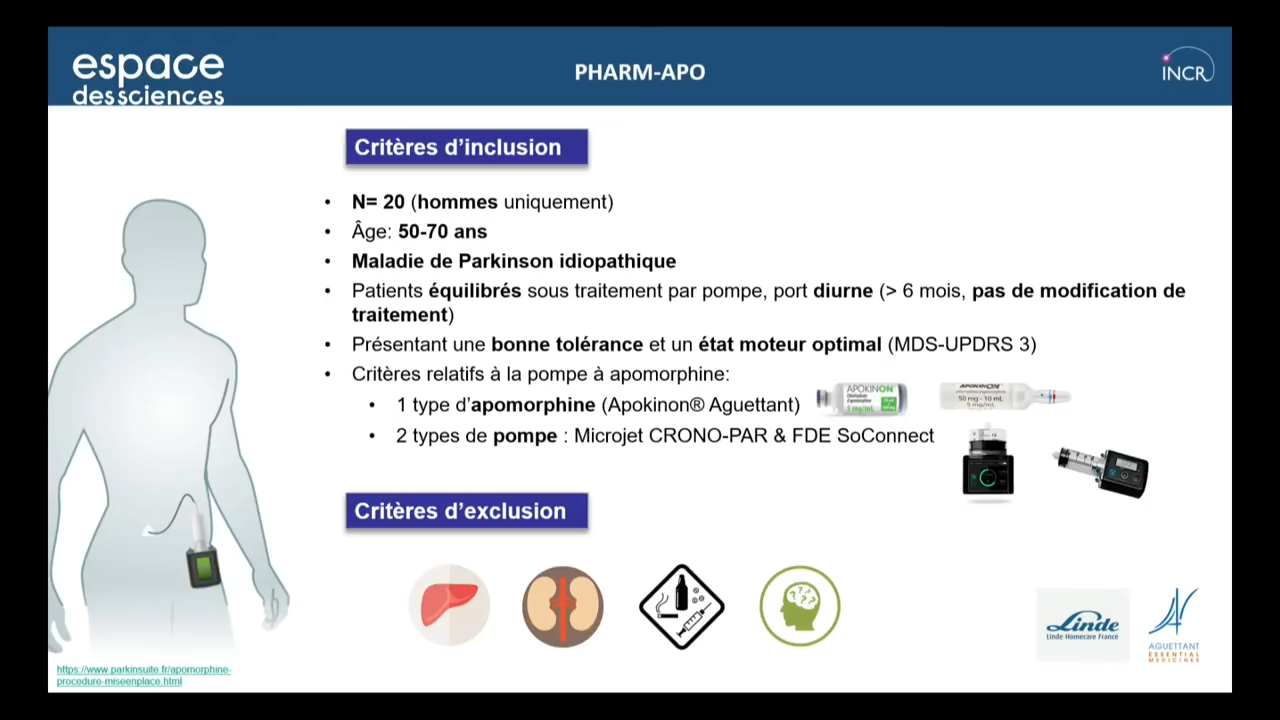 espace
des sciences
PHARM-APO
INCR
Critères d'inclusion
• N= 20 (hommes uniquement)
• Âge: 50-70 ans
• Maladie de Parkinson idiopathique
• Patients équilibrés sous traitement par pompe, port diurne (> 6 mois, pas de modification de
traitement)
• Présentant une bonne tolérance et un état moteur optimal (MDS-UPDRS 3)
• Critères relatifs à la pompe à apomorphine:
• 1 type d'apomorphine (Apokinon® Aguettant)
APOKINON
5 mg/mL
APOKINON
50 mg - 10 mL
5 mg/mL
• 2 types de pompe : Microjet CRONO-PAR & FDE SoConnect
Critères d'exclusion
? ? ?
? ?
Linde
Linde Homecare France
AGUETTANT
ESSENTIAL
MEDICINES
https://www.parkinsuite.fr/apomorphine-
procedure-miseenplace.html